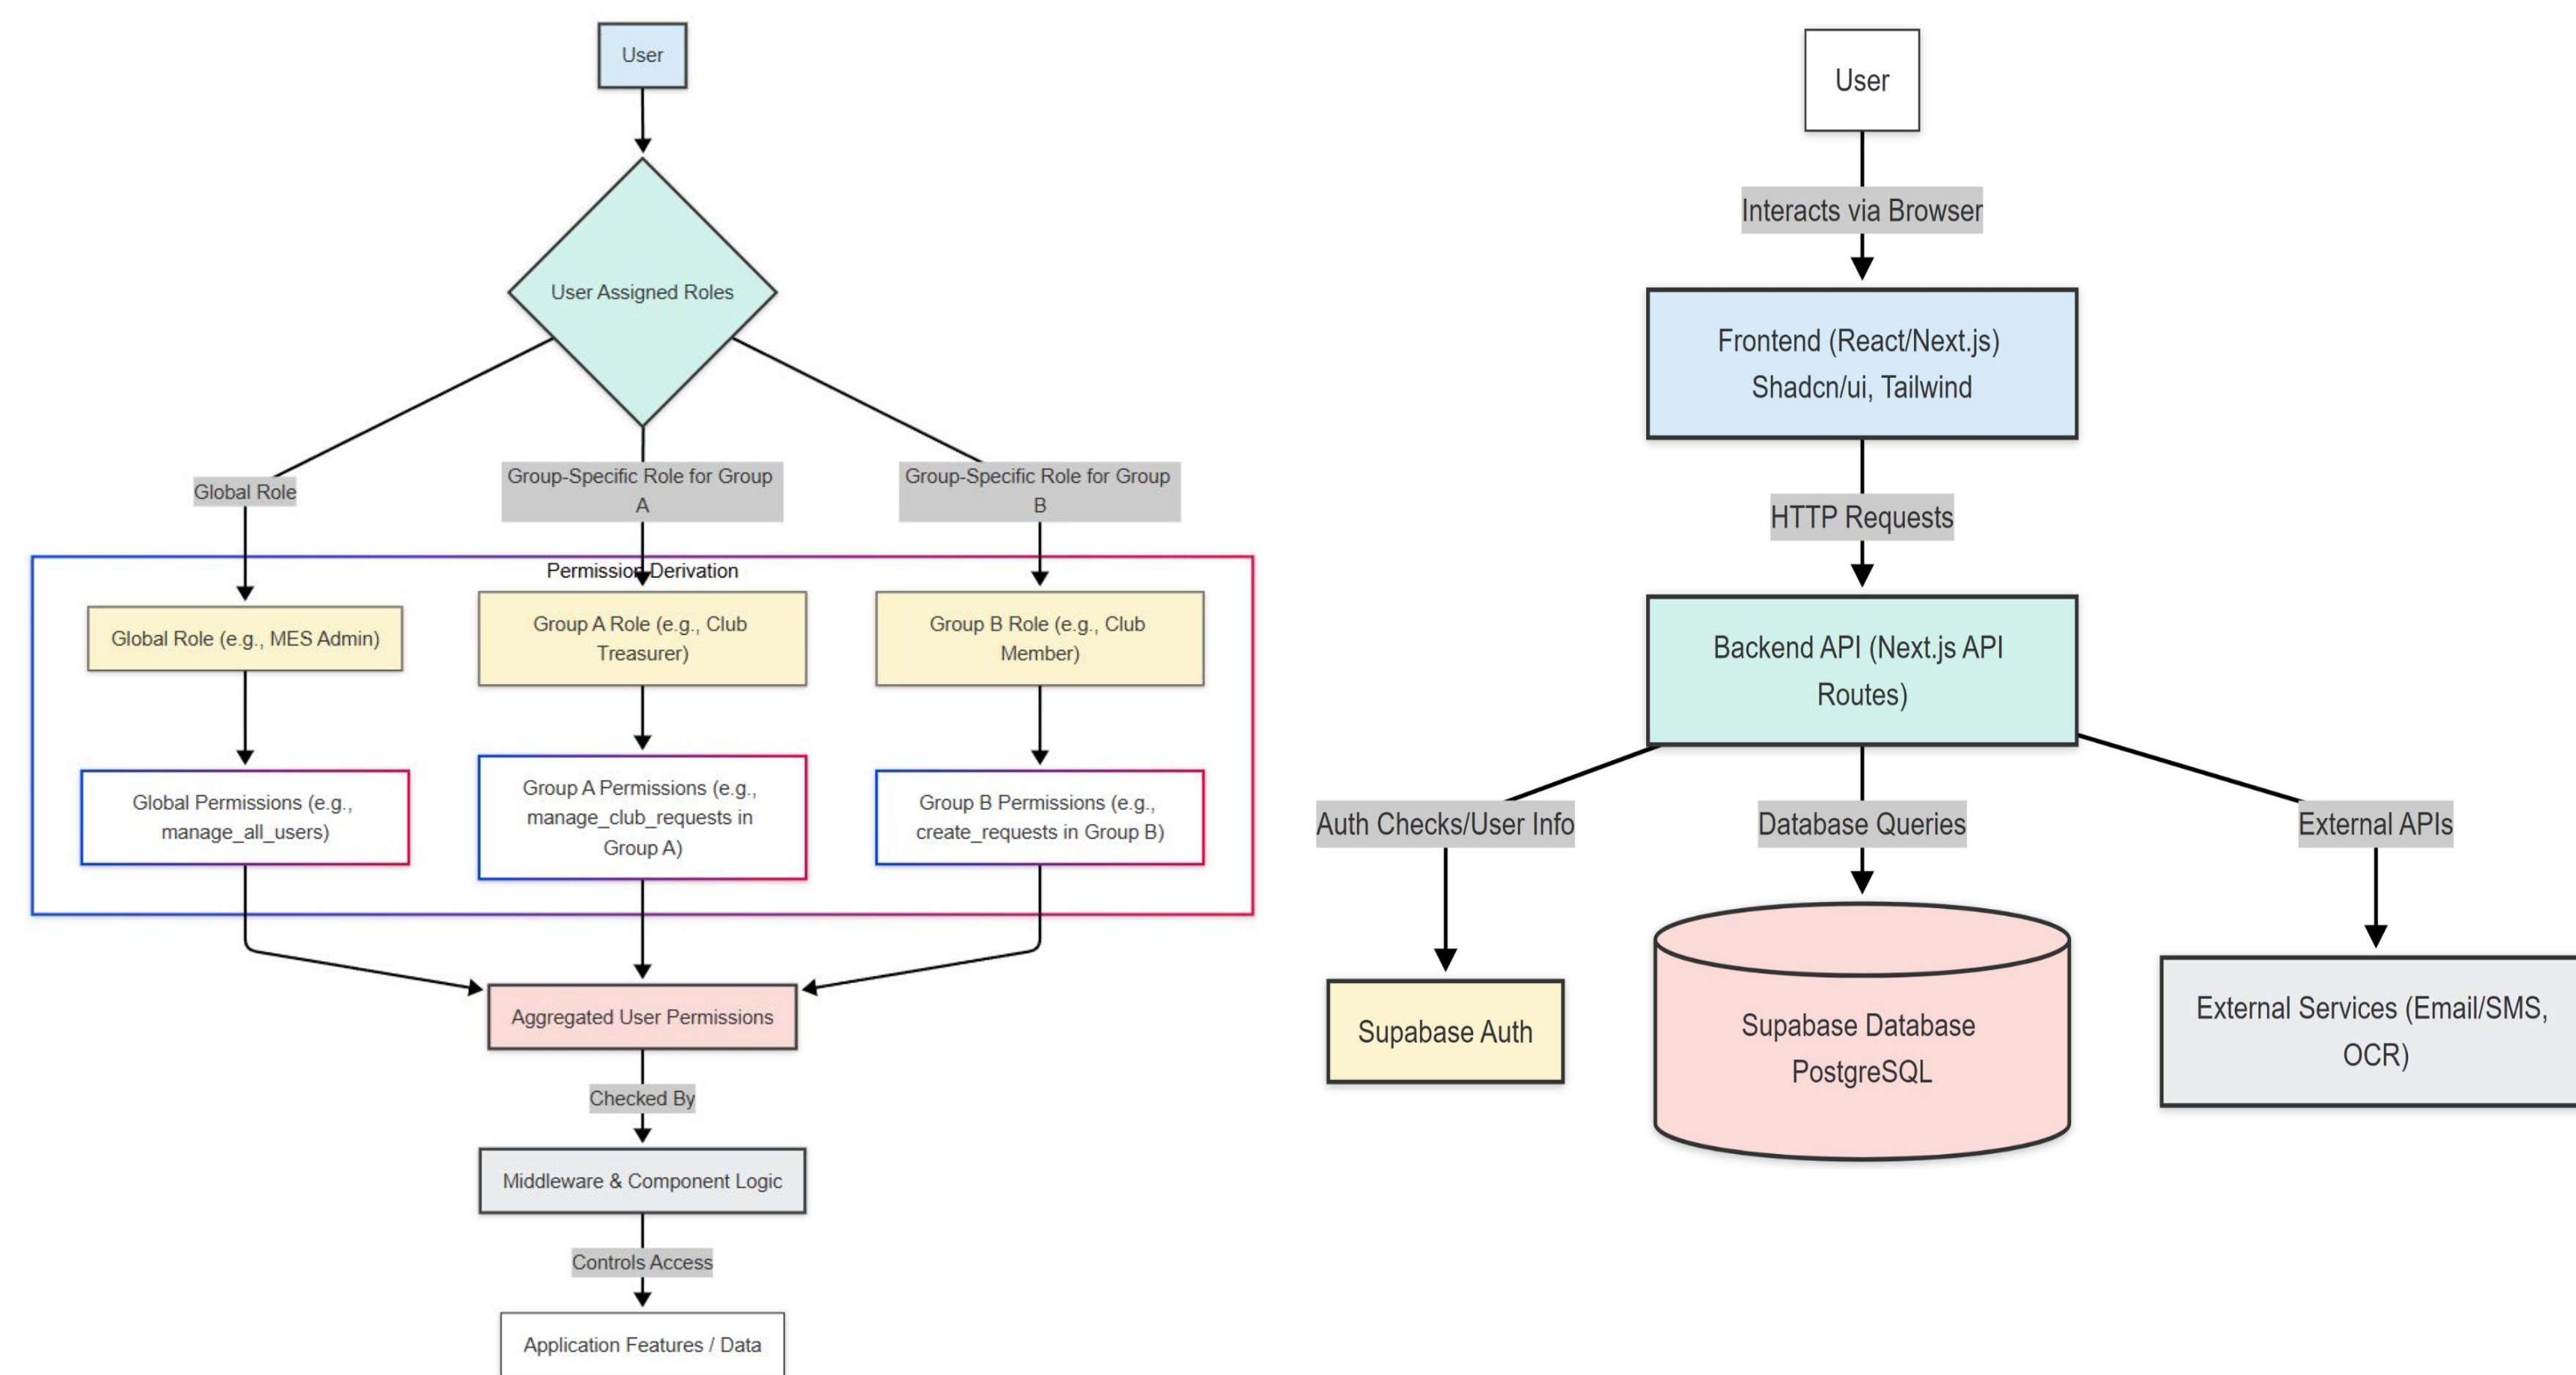 User
User Assigned Roles
Global Role
Group-Specific Role for Group
A
Group-Specific Role for Group
B
Permission Derivation
Global Role (e.g., MES Admin)
Group A Role (e.g., Club
Treasurer)
Group B Role (e.g., Club
Member)
Global Permissions (e.g.,
manage_all_users)
Group A Permissions (e.g.,
manage_club_requests in
Group A)
Group B Permissions (e.g.,
create_requests in Group B)
Aggregated User Permissions
Checked By
Middleware & Component Logic
Controls Access
Application Features / Data
User
Interacts via Browser
Frontend (React/Next.js)
Shadcn/ui, Tailwind
HTTP Requests
Backend API (Next.js API
Routes)
Auth Checks/User Info
Database Queries
External APIs
Supabase Auth
Supabase Database
PostgreSQL
External Services (Email/SMS,
OCR)